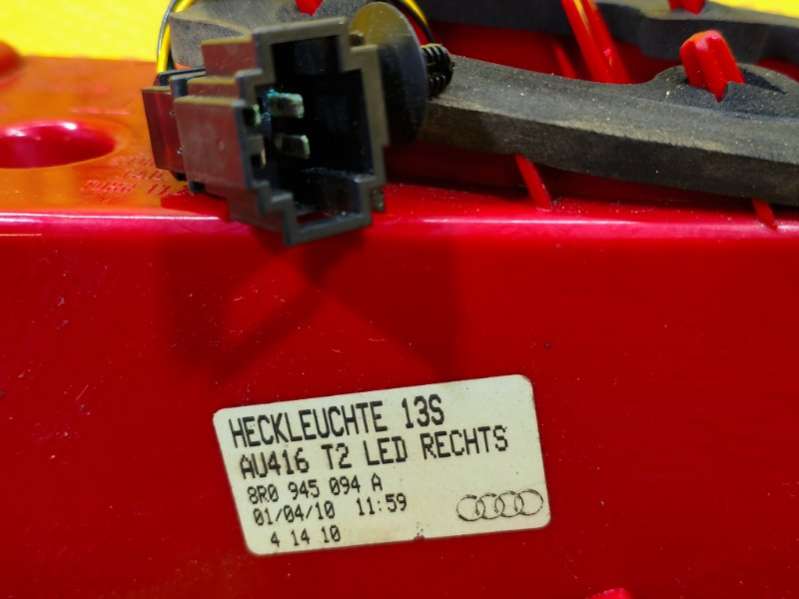 HECKLEUCHTE 13S
AU416 T2 LED RECHTS
8R0 945 094 A
01/04/10 11:59
4 14 10